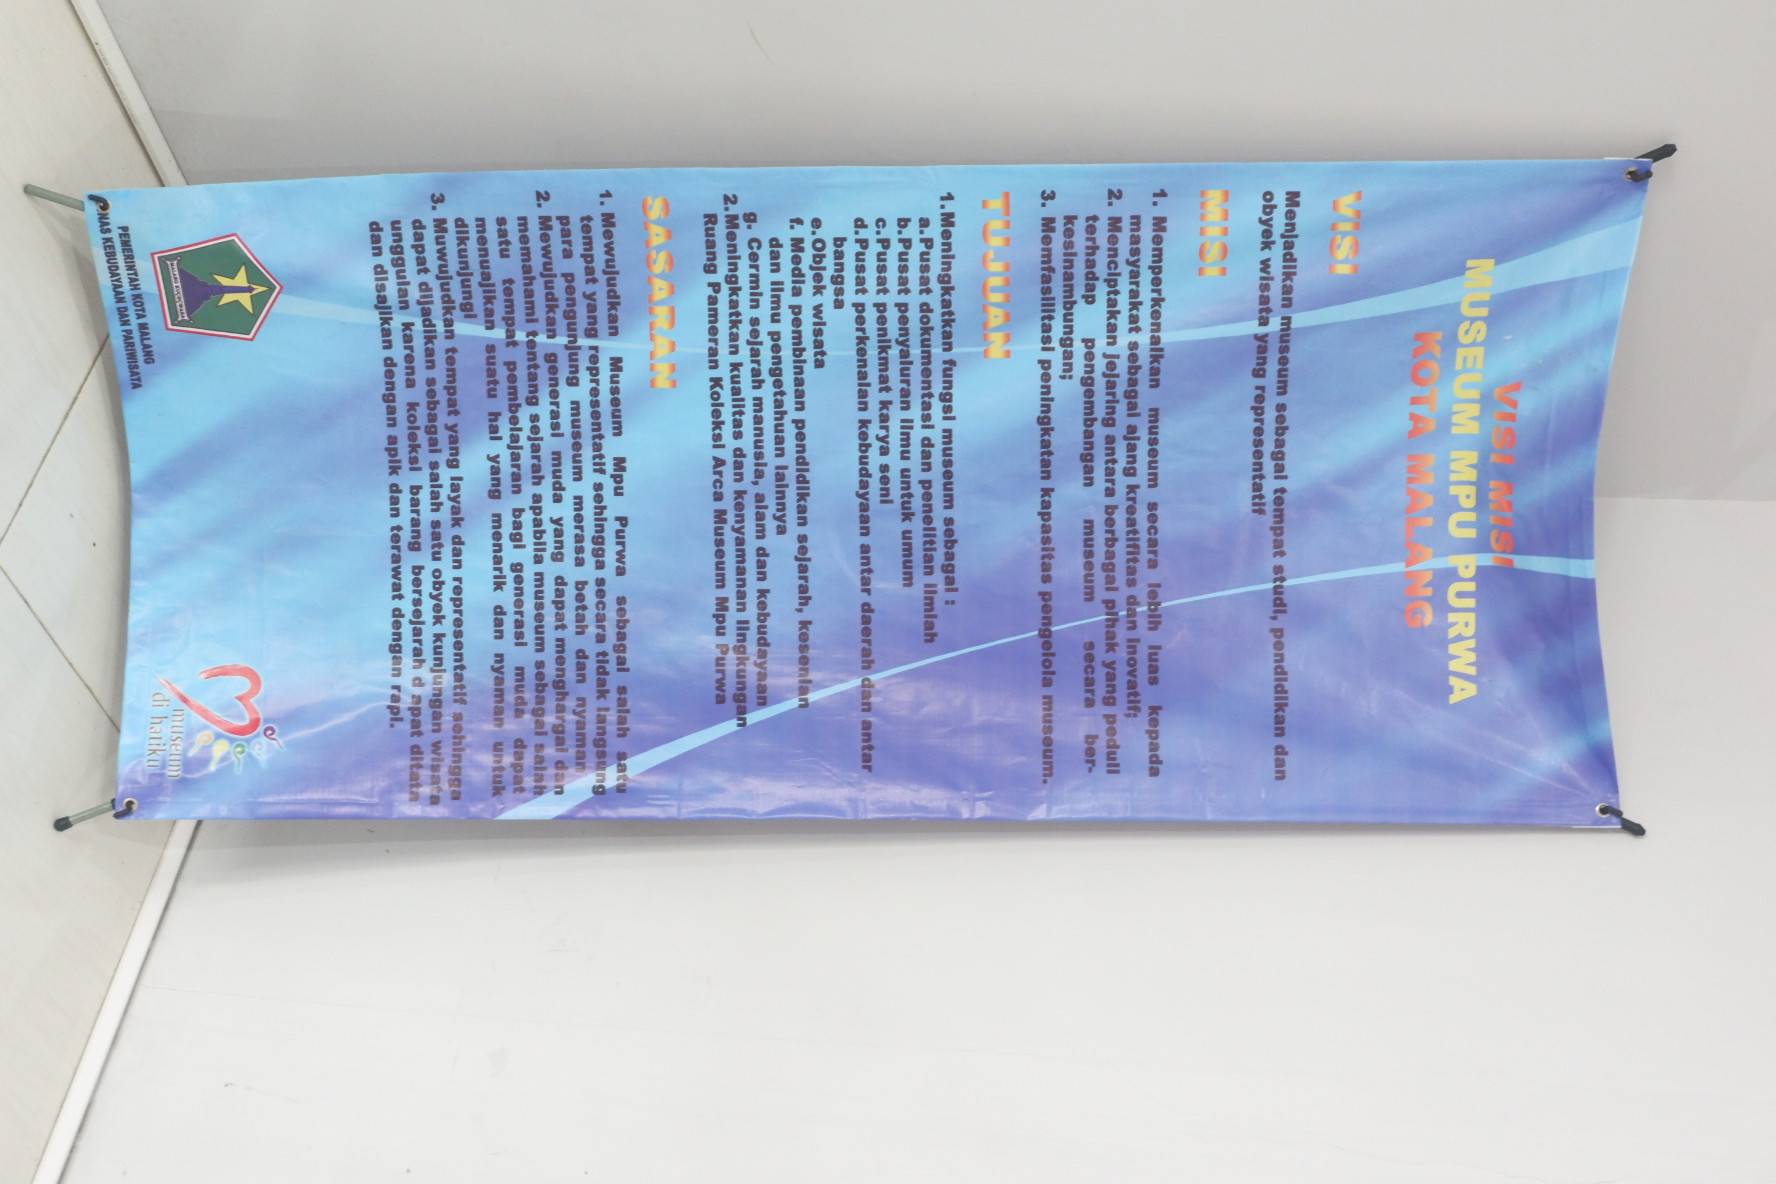 VISI MISI
MUSEUM MPU PURWA
KOTA MALANG
VISI
Menjadikan museum sebagai tempat studi, pendidikan dan
obyek wisata yang representatif
MISI
1. Memperkenalkan museum secara lebih luas kepada
masyarakat sebagai ajang kreatifitas dan inovatif;
2. Menciptakan jejaring antara berbagai pihak yang peduli
terhadap pengembangan museum secara ber-
kesinambungan;
3. Memfasilitasi peningkatan kapasitas pengelola museum.
TUJUAN
1.Meningkatkan fungsi museum sebagai :
a.Pusat dokumentasi dan penelitian ilmiah
b.Pusat penyaluran ilmu untuk umum
c.Pusat penikmat karya seni
d.Pusat perkenalan kebudayaan antar daerah dan antar
bangsa
e.Objek wisata
f. Media pembinaan pendidikan sejarah, kesenian
dan ilmu pengetahuan lainnya
g. Cermin sejarah manusia, alam dan kebudayaan
2.Meningkatkan kualitas dan kenyamanan lingkungan
Ruang Pameran Koleksi Arca Museum Mpu Purwa
SASARAN
1. Mewujudkan Museum Mpu Purwa sebagai salah satu
tempat yang representatif sehingga secara tidak langsung
para pengunjung museum merasa betah dan nyaman
2. Mewujudkan generasi muda yang dapat menghargai dan
memahami tentang sejarah apabila museum sebagai salah
satu tempat pembelajaran bagi generasi muda dapat
menuajikan suatu hal yang menarik dan nyaman untuk
dikunjungi
3. Muwujudkan tempat yang layak dan representatif sehingga
dapat dijadikan sebagai salah satu obyek kunjungan wisata
unggulan karena koleksi barang bersejarah d apat ditata
dan disajikan dengan apik dan terawat dengan rapi.
MALANG KUÇEÇWARA
PEMERINTAH KOTA MALANG
NAS KEBUDAYAAN DAN PARIWISATA
museum
di hatiku